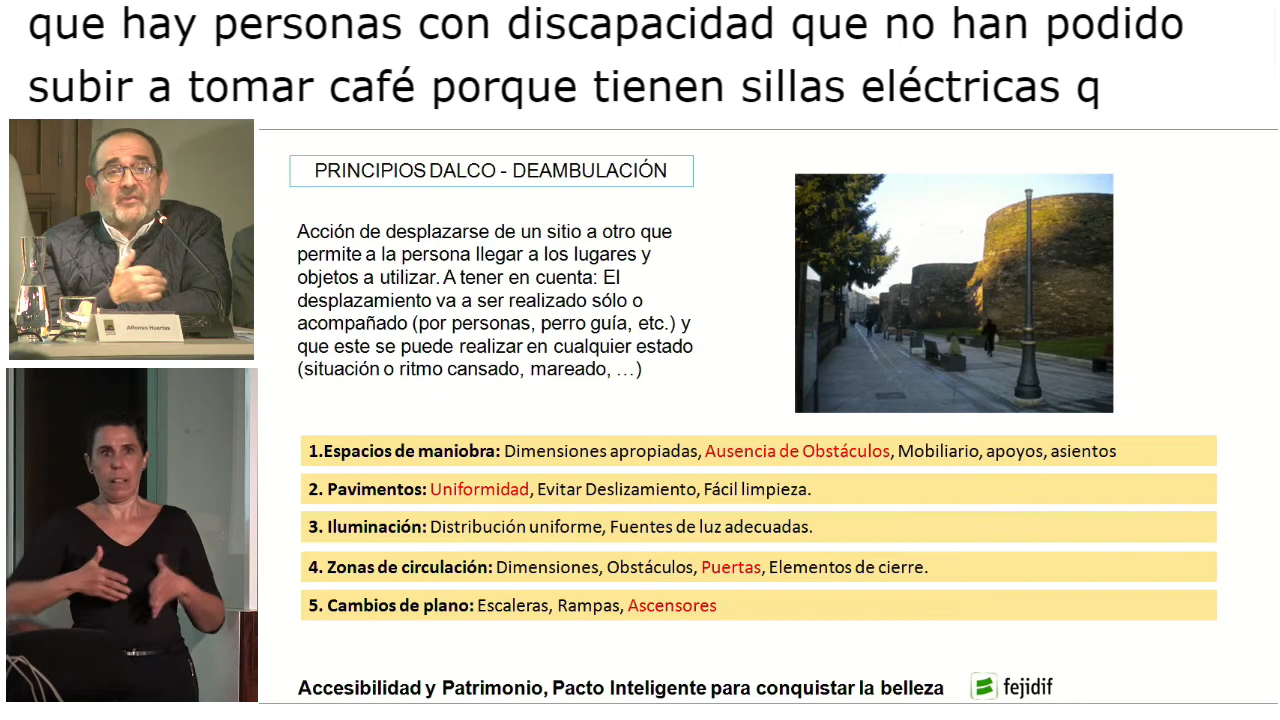 que hay personas con discapacidad que no han podido
subir a tomar café porque tienen sillas eléctricas q
PRINCIPIOS DALCO - DEAMBULACIÓN
Acción de desplazarse de un sitio a otro que
permite a la persona llegar a los lugares y
objetos a utilizar. A tener en cuenta: El
desplazamiento va a ser realizado sólo o
acompañado (por personas, perro guía, etc.) y
que este se puede realizar en cualquier estado
(situación o ritmo cansado, mareado, …)
Alfonso Huertas
1.Espacios de maniobra: Dimensiones apropiadas, Ausencia de Obstáculos, Mobiliario, apoyos, asientos
2. Pavimentos: Uniformidad, Evitar Deslizamiento, Fácil limpieza.
3. Iluminación: Distribución uniforme, Fuentes de luz adecuadas.
4. Zonas de circulación: Dimensiones, Obstáculos, Puertas, Elementos de cierre.
5. Cambios de plano: Escaleras, Rampas, Ascensores
Accesibilidad y Patrimonio, Pacto Inteligente para conquistar la belleza
fejidif